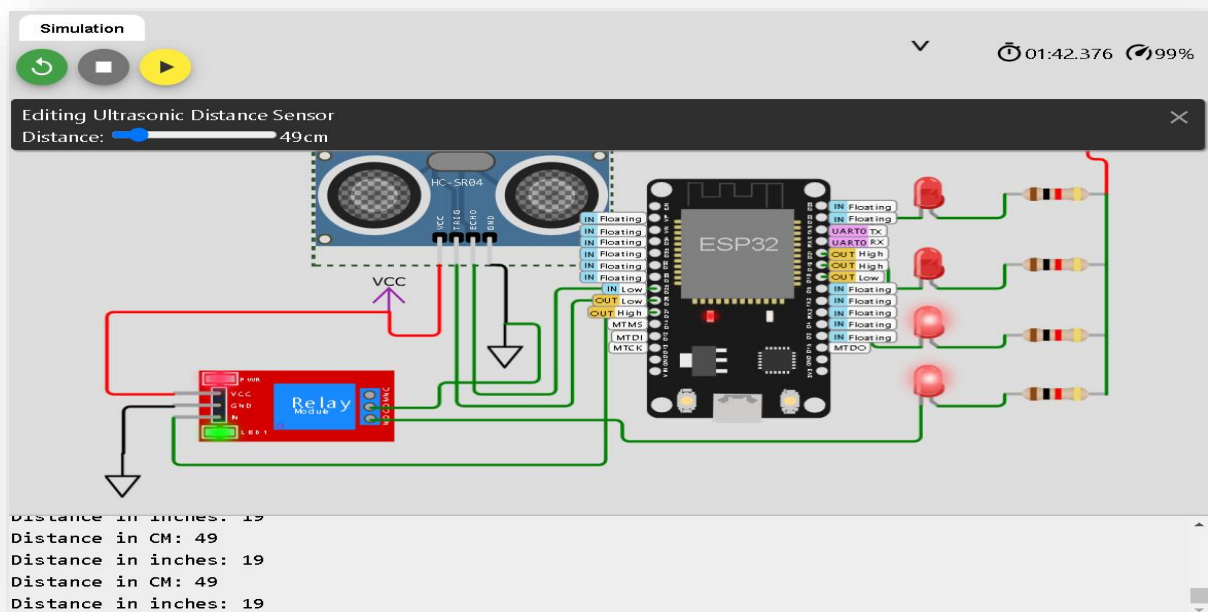 Simulation
V
01:42.376 99%
Editing Ultrasonic Distance Sensor
Distance: 49cm
HC-SR04
VCC TRIG ECHO GND
ESP32
IN Floating
IN Floating
IN Floating
IN Floating
IN Floating
IN Floating
IN Low
OUT Low
OUT High
MTMS
MTDI
MTCK
IN Floating
IN Floating
UART0 TX
UART0 RX
OUT High
OUT High
OUT Low
IN Floating
IN Floating
IN Floating
IN Floating
IN Floating
MTDO
VCC
PWR
VCC
GND
IN
LED1
Relay
Module
Distance in inches: 19
Distance in CM: 49
Distance in inches: 19
Distance in CM: 49
Distance in inches: 19